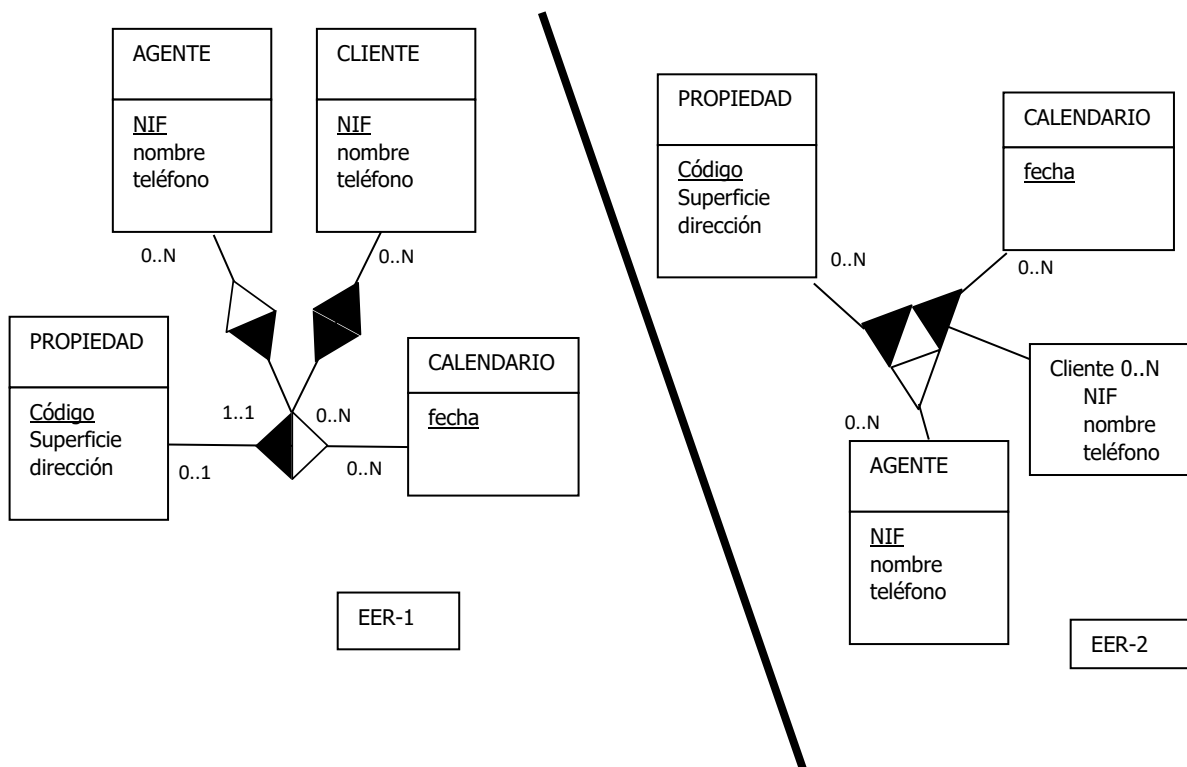 AGENTE
NIF
nombre
teléfono
0..N
CLIENTE
NIF
nombre
teléfono
0..N
PROPIEDAD
Código
Superficie
dirección
1..1
0..N
0..1
0..N
CALENDARIO
fecha
EER-1
PROPIEDAD
Código
Superficie
dirección
0..N
CALENDARIO
fecha
0..N
Cliente 0..N
NIF
nombre
teléfono
0..N
AGENTE
NIF
nombre
teléfono
EER-2